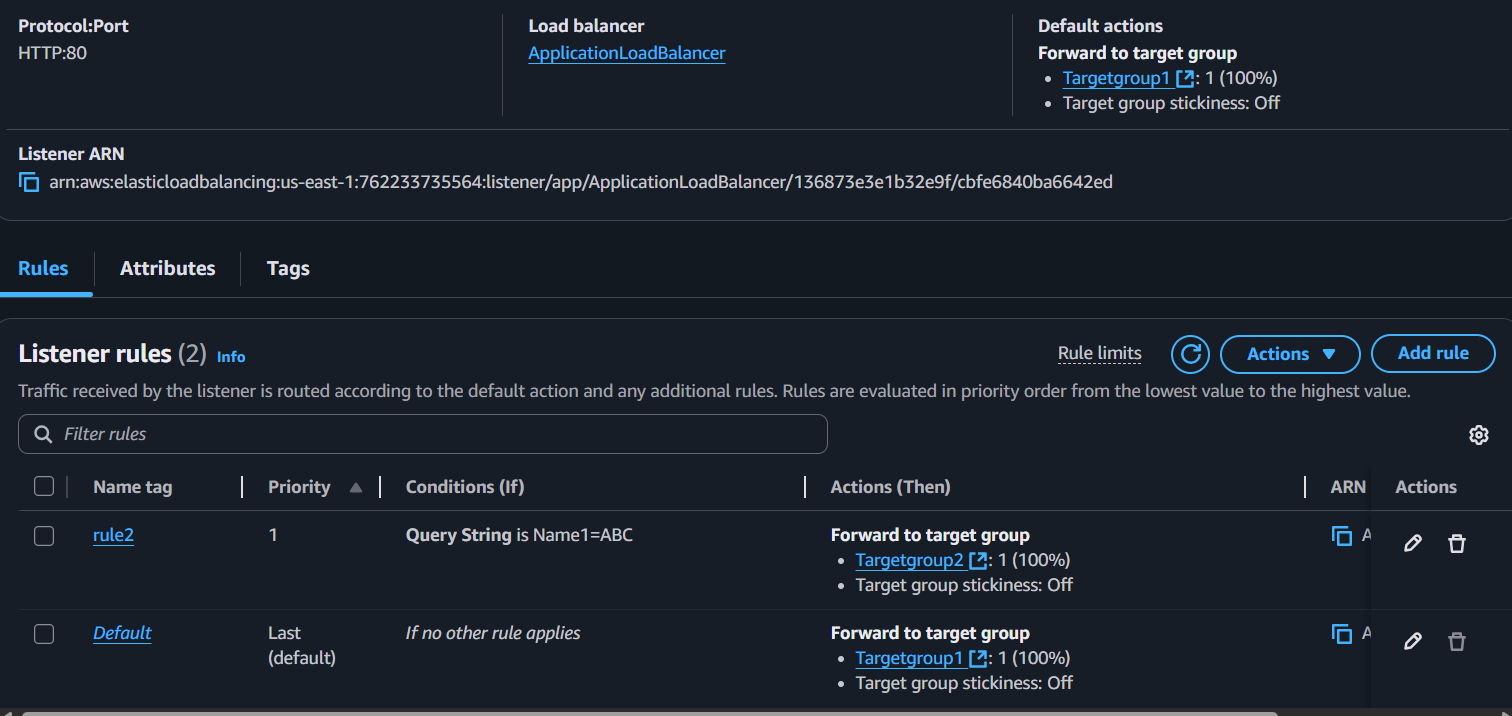 Protocol:Port
HTTP:80
Load balancer
ApplicationLoadBalancer
Default actions
Forward to target group
• Targetgroup1 : 1 (100%)
• Target group stickiness: Off
Listener ARN
arn:aws:elasticloadbalancing:us-east-1:762233735564:listener/app/ApplicationLoadBalancer/136873e3e1b32e9f/cbfe6840ba6642ed
Rules Attributes Tags
Listener rules (2) Info
Rule limits Actions Add rule
Traffic received by the listener is routed according to the default action and any additional rules. Rules are evaluated in priority order from the lowest value to the highest value.
Filter rules
Name tag Priority Conditions (If) Actions (Then) ARN Actions
rule2 1 Query String is Name1=ABC Forward to target group A
• Targetgroup2 : 1 (100%)
• Target group stickiness: Off
Default Last If no other rule applies Forward to target group A
(default) • Targetgroup1 : 1 (100%)
• Target group stickiness: Off